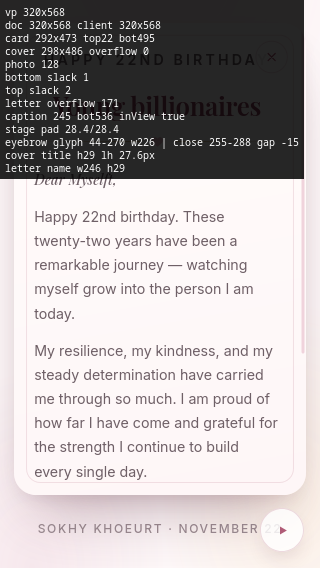 vp 320x568
doc 320x568 client 320x568
card 292x473 top22 bot495
cover 298x486 overflow 0
photo 128
bottom slack 1
top slack 2
letter overflow 171
caption 245 bot536 inView true
stage pad 28.4/28.4
eyebrow glyph 44-270 w226 | close 255-288 gap -15
cover title h29 1h 27.6px
letter name w246 h29
HAPPY 22ND BIRTHDA
billionaires
Dear Myself,
Happy 22nd birthday. These
twenty-two years have been a
remarkable journey — watching
myself grow into the person I am
today.
My resilience, my kindness, and my
steady determination have carried
me through so much. I am proud of
how far I have come and grateful for
the strength I continue to build
every single day.
SOKHY KHOEURT · NOVEMBER 22